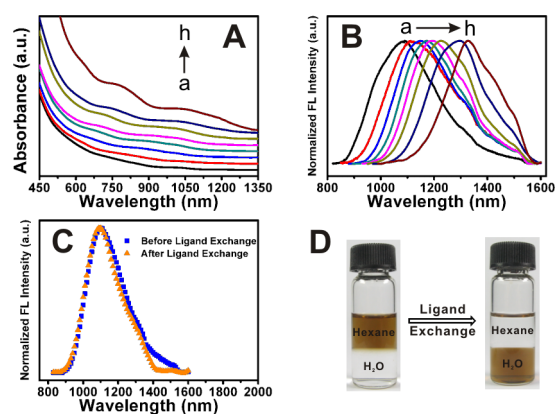 A
h
a
Absorbance (a.u.)
450 600 750 900 1050 1200 1350
Wavelength (nm)
B
a h
Normalized FL Intensity (a.u.)
800 1000 1200 1400 1600
Wavelength (nm)
C
Before Ligand Exchange
After Ligand Exchange
Normalized FL Intensity (a.u.)
800 1000 1200 1400 1600 1800 2000
Wavelength (nm)
D
Hexane
H₂O
Ligand
Exchange
Hexane
H₂O